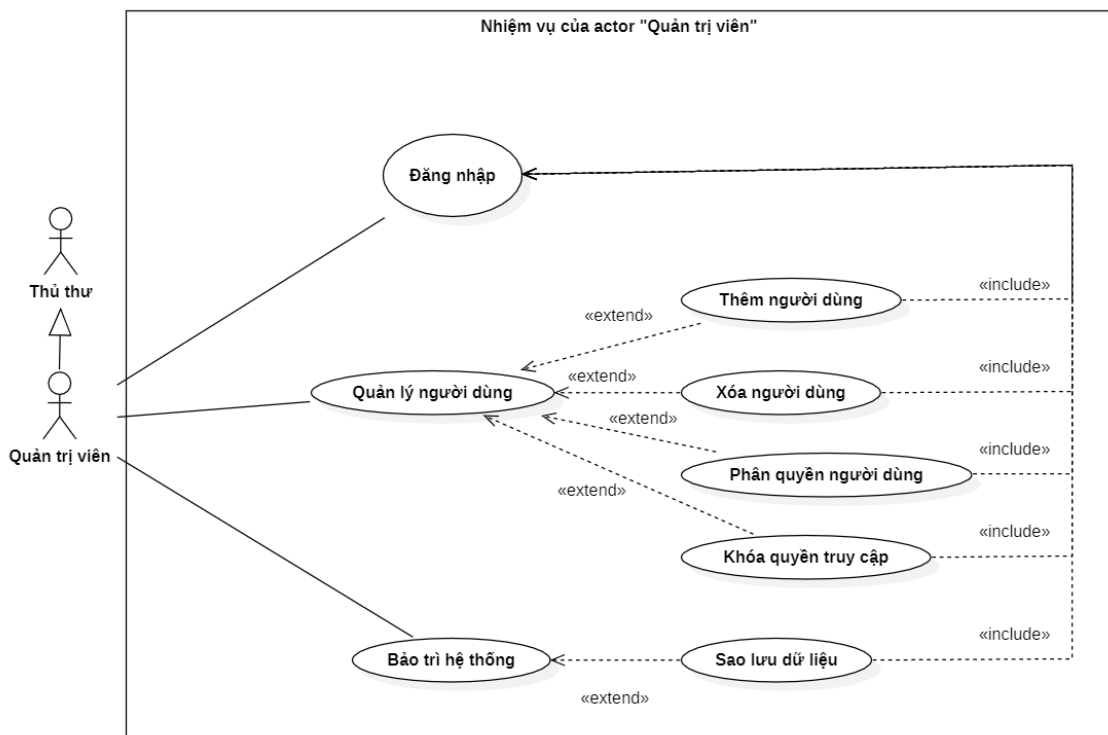 Nhiệm vụ của actor "Quản trị viên"
Đăng nhập
Thủ thư
Thêm người dùng
«include»
«extend»
Quản lý người dùng
«extend»
Xóa người dùng
«include»
Quản trị viên
«extend»
Phân quyền người dùng
«include»
«extend»
Khóa quyền truy cập
«include»
Bảo trì hệ thống
Sao lưu dữ liệu
«include»
«extend»